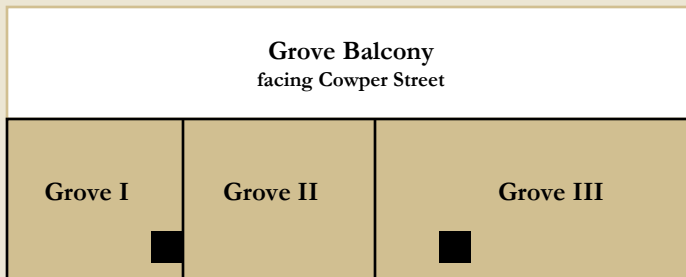 Grove Balcony
facing Cowper Street
Grove I
Grove II
Grove III